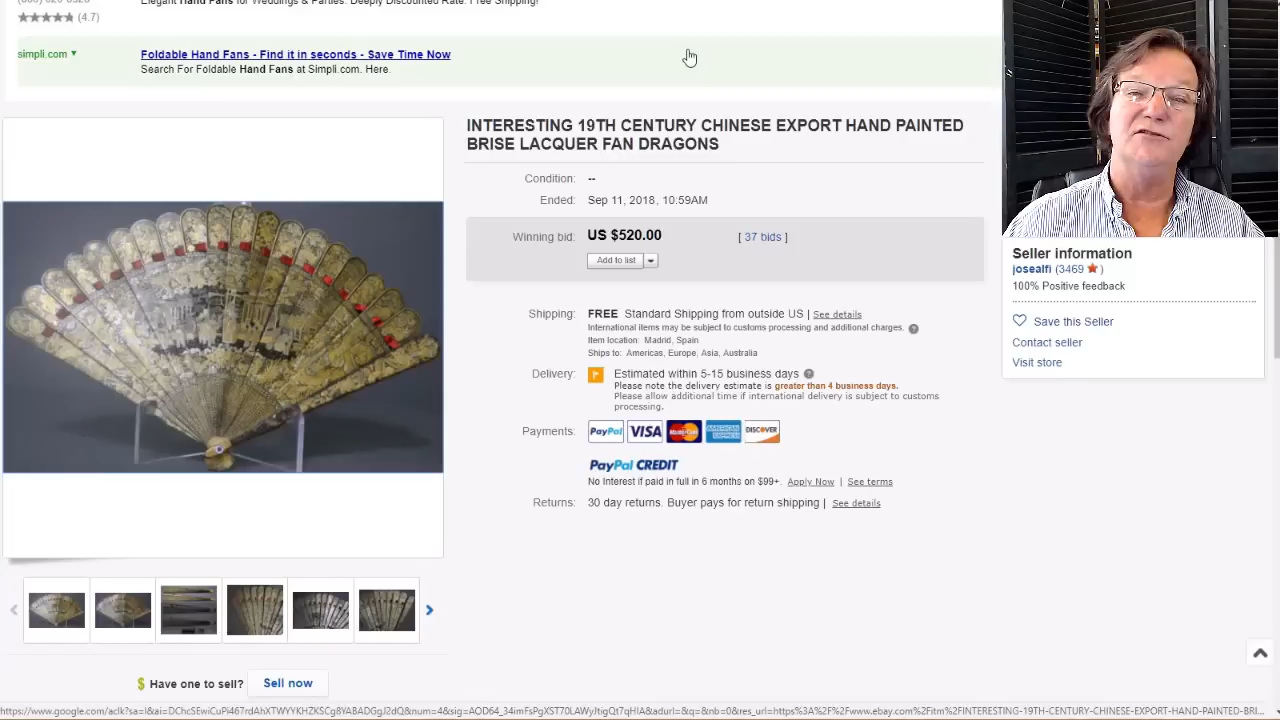 ★★★★★ (4.7)
Elegant Hand Fans for Weddings & Parties. Deeply Discounted Rate. Free Shipping!
simpli.com
Foldable Hand Fans - Find it in seconds - Save Time Now
Search For Foldable Hand Fans at Simpli.com. Here.
INTERESTING 19TH CENTURY CHINESE EXPORT HAND PAINTED
BRISE LACQUER FAN DRAGONS
Condition: --
Ended: Sep 11, 2018, 10:59AM
Winning bid: US $520.00 [ 37 bids ]
Add to list
Shipping: FREE Standard Shipping from outside US | See details
International items may be subject to customs processing and additional charges.
Item location: Madrid, Spain
Ships to: Americas, Europe, Asia, Australia
Delivery: Estimated within 5-15 business days
Please note the delivery estimate is greater than 4 business days.
Please allow additional time if international delivery is subject to customs
processing.
Payments: PayPal VISA MasterCard AMERICAN EXPRESS DISCOVER
PayPal CREDIT
No Interest if paid in full in 6 months on $99+. Apply Now | See terms
Returns: 30 day returns. Buyer pays for return shipping | See details
Seller information
josealfi (3469 ★ )
100% Positive feedback
Save this Seller
Contact seller
Visit store
$ Have one to sell? Sell now